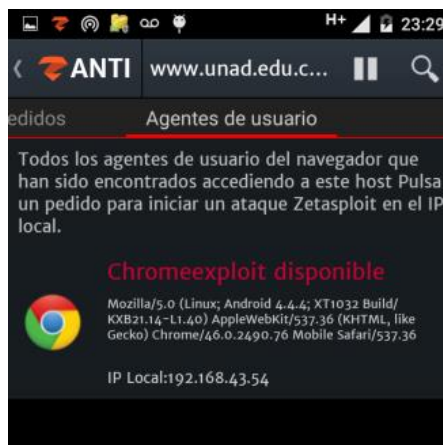 H+ 23:29
ANTI www.unad.edu.c...
edidos Agentes de usuario
Todos los agentes de usuario del navegador que
han sido encontrados accediendo a este host Pulsa
un pedido para iniciar un ataque Zetasploit en el IP
local.
Chromeexploit disponible
Mozilla/5.0 (Linux; Android 4.4.4; XT1032 Build/
KXB21.14-L1.40) AppleWebKit/537.36 (KHTML, like
Gecko) Chrome/46.0.2490.76 Mobile Safari/537.36
IP Local:192.168.43.54